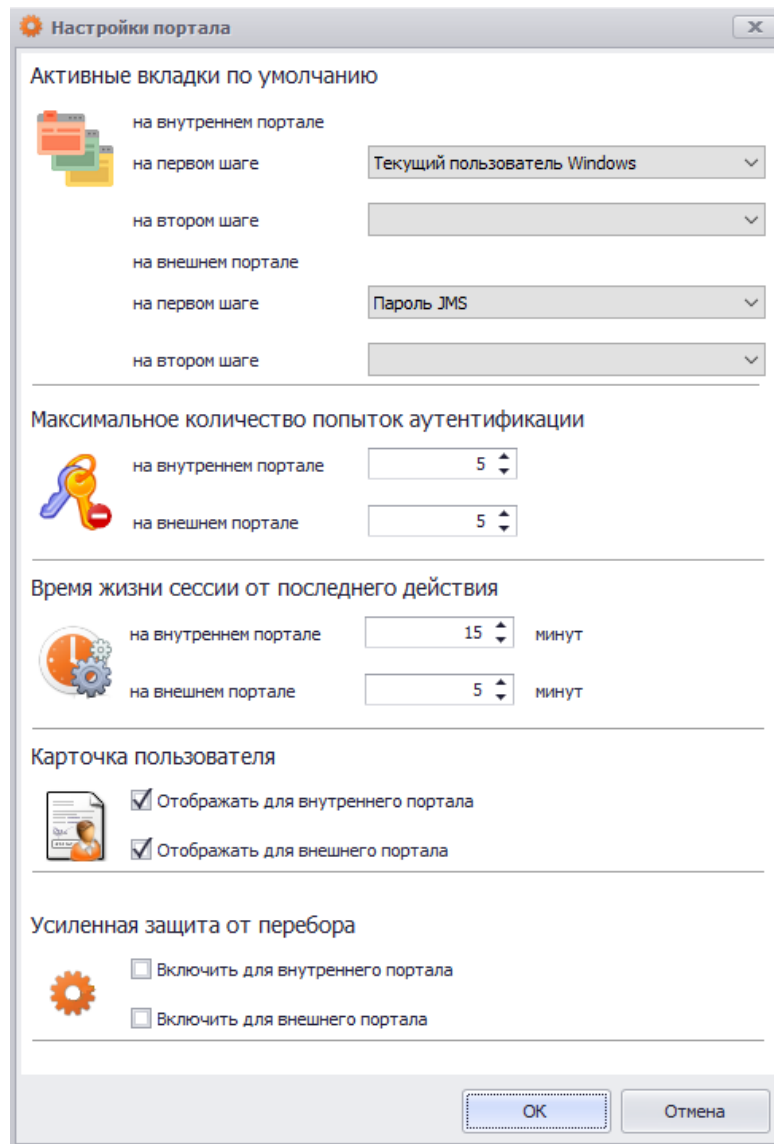 Настройки портала
Активные вкладки по умолчанию
на внутреннем портале
на первом шаге Текущий пользователь Windows
на втором шаге
на внешнем портале
на первом шаге Пароль JMS
на втором шаге
Максимальное количество попыток аутентификации
на внутреннем портале 5
на внешнем портале 5
Время жизни сессии от последнего действия
на внутреннем портале 15 минут
на внешнем портале 5 минут
Карточка пользователя
Отображать для внутреннего портала
Отображать для внешнего портала
Усиленная защита от перебора
Включить для внутреннего портала
Включить для внешнего портала
OK Отмена